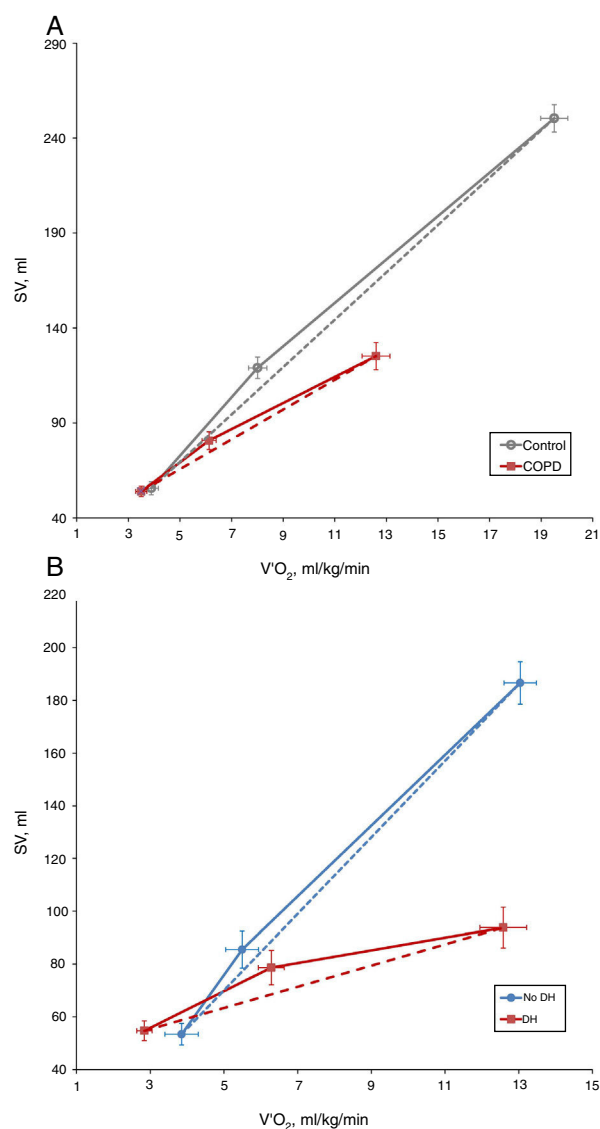 A
290
240
190
140
90
40
SV, ml
Control
COPD
1 3 5 7 9 11 13 15 17 19 21
V'O₂, ml/kg/min
B
220
200
180
160
140
120
100
80
60
40
SV, ml
No DH
DH
1 3 5 7 9 11 13 15
V'O₂, ml/kg/min